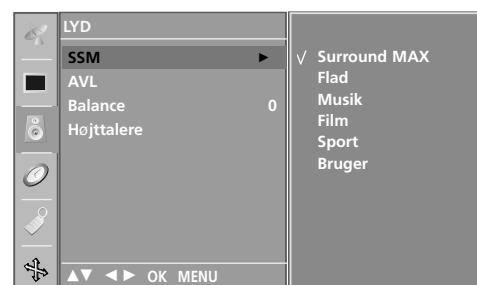 LYD
SSM ►
AVL
Balance 0
Højttalere
▲▼ ◄► OK MENU
√ Surround MAX
Flad
Musik
Film
Sport
Bruger